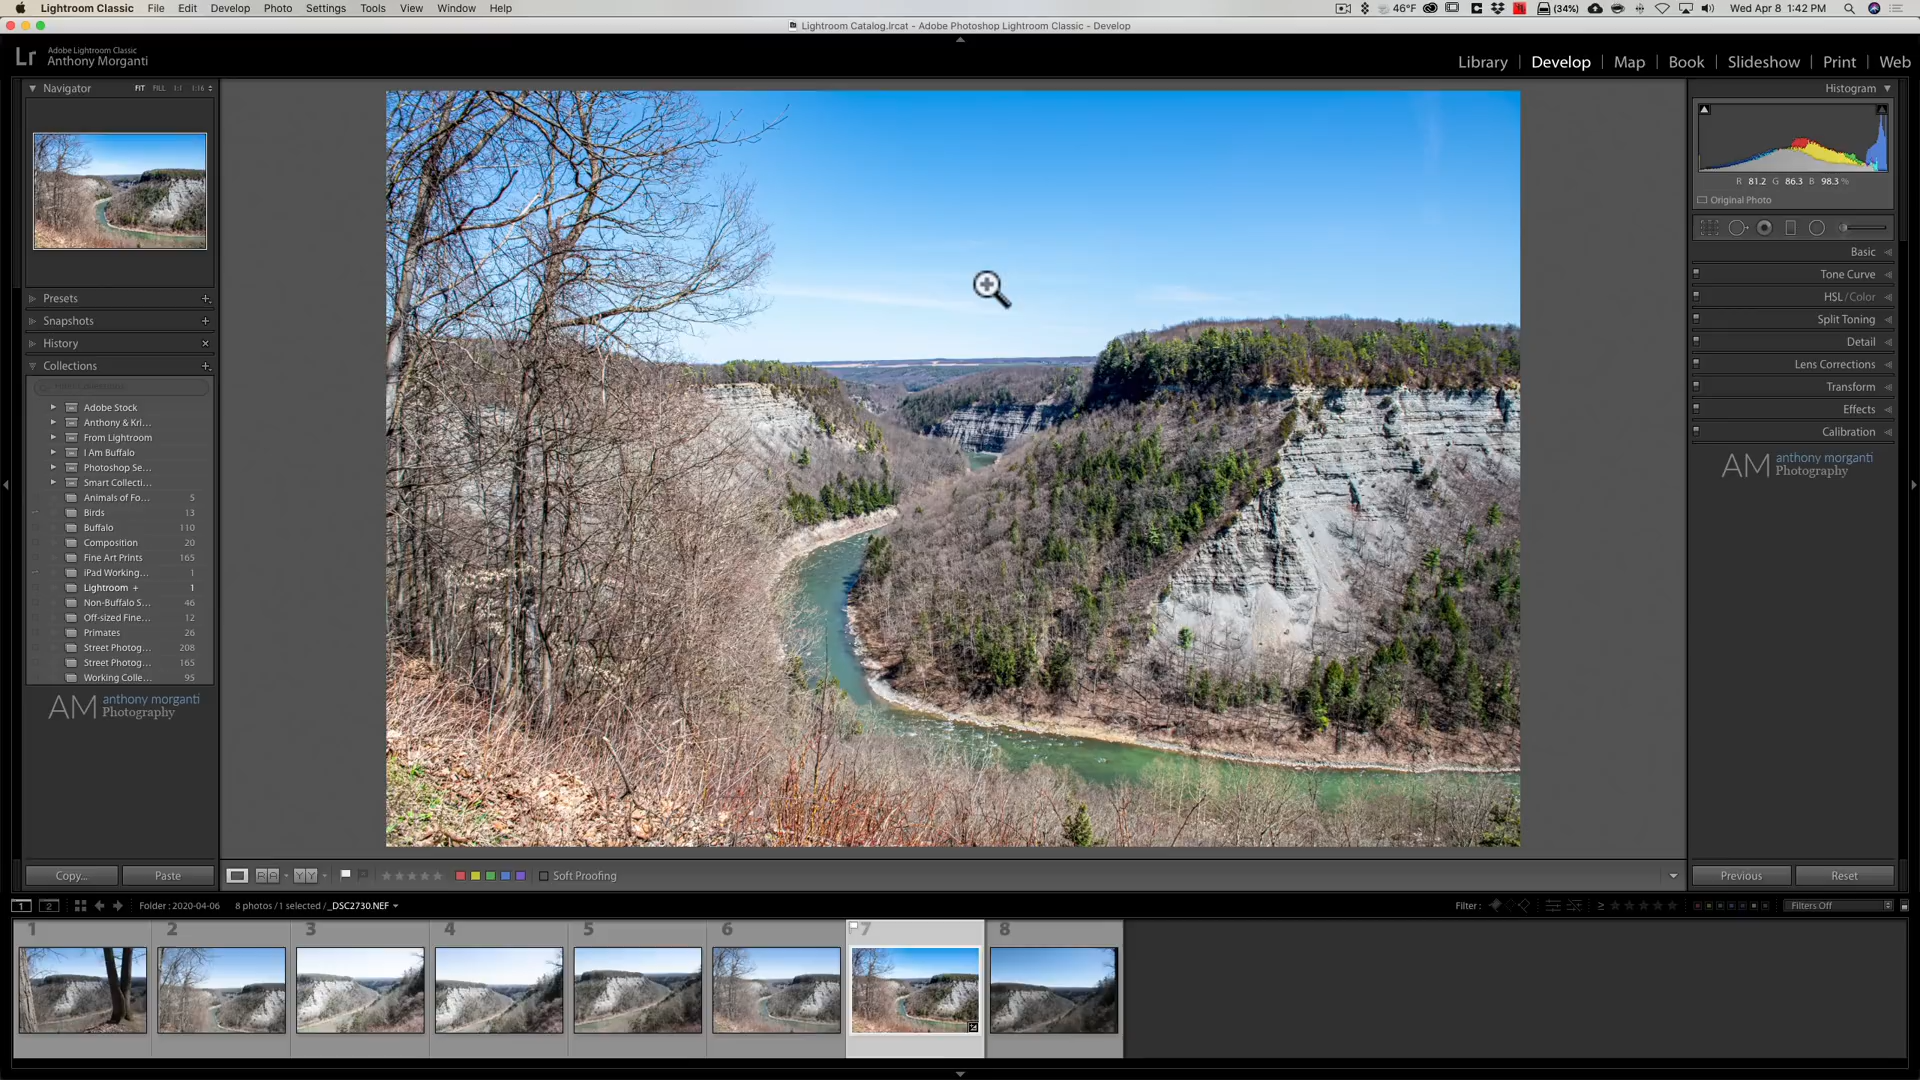 Lightroom Classic File Edit Develop Photo Settings Tools View Window Help
46°F (34%) Wed Apr 8 1:42 PM
Lightroom Catalog.lrcat - Adobe Photoshop Lightroom Classic - Develop
Lr Adobe Lightroom Classic
Anthony Morganti
Library Develop Map Book Slideshow Print Web
Navigator FIT FILL 1:1 1:16
Presets
Snapshots
History
Collections
Adobe Stock
Anthony & Kri...
From Lightroom
I Am Buffalo
Photoshop Se...
Smart Collecti...
Animals of Fo... 5
Birds 13
Buffalo 110
Composition 20
Fine Art Prints 165
iPad Working... 1
Lightroom + 1
Non-Buffalo S... 46
Off-sized Fine... 12
Primates 26
Street Photog... 208
Street Photog... 165
Working Colle... 95
AM anthony morganti
Photography
Copy... Paste
Histogram
R 81.2 G 86.3 B 98.3 %
Original Photo
Basic
Tone Curve
HSL / Color
Split Toning
Detail
Lens Corrections
Transform
Effects
Calibration
AM anthony morganti
Photography
Soft Proofing
Previous Reset
1 2 Folder : 2020-04-06 8 photos / 1 selected / _DSC2730.NEF
Filter : Filters Off
1 2 3 4 5 6 7 8